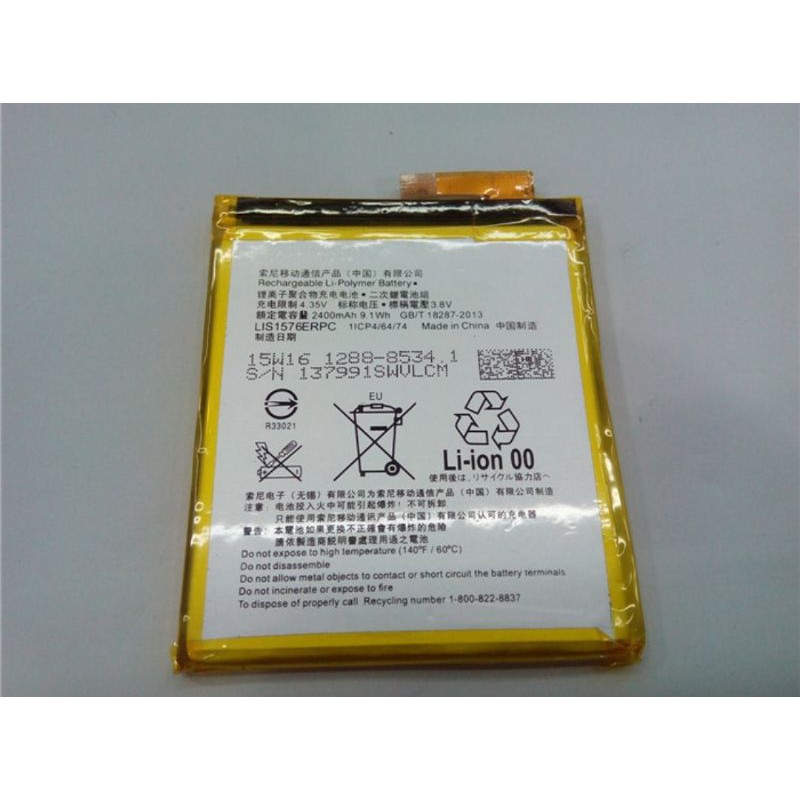 索尼移动通信产品（中国）有限公司
Rechargeable Li-Polymer Battery
锂离子聚合物充电电池 • 二次鋰電池組
充电限制 4.35V 标称电压 • 標稱電壓 3.8V
額定電容量 2400mAh 9.1Wh GB/T 18287-2013
LIS1576ERPC 1ICP4/64/74 Made in China 中国制造
制造日期
15W16 1288-8534.1
S/N 137991SWVLCM
R33021
EU
Li-ion 00
使用後は、リサイクル協力店へ
索尼电子（无锡）有限公司为索尼移动通信产品（中国）有限公司制造
注意：电池投入火中可能引起爆炸！不可拆卸
只能使用索尼移动通讯产品（中国）有限公司认可的充电器
警告：本電池如果更換不正確會有爆炸的危險
請依製造商說明書處理用過之電池
Do not expose to high temperature (140°F / 60°C)
Do not disassemble
Do not allow metal objects to contact or short circuit the battery terminals
Do not incinerate or expose to fire
To dispose of properly call Recycling number 1-800-822-8837